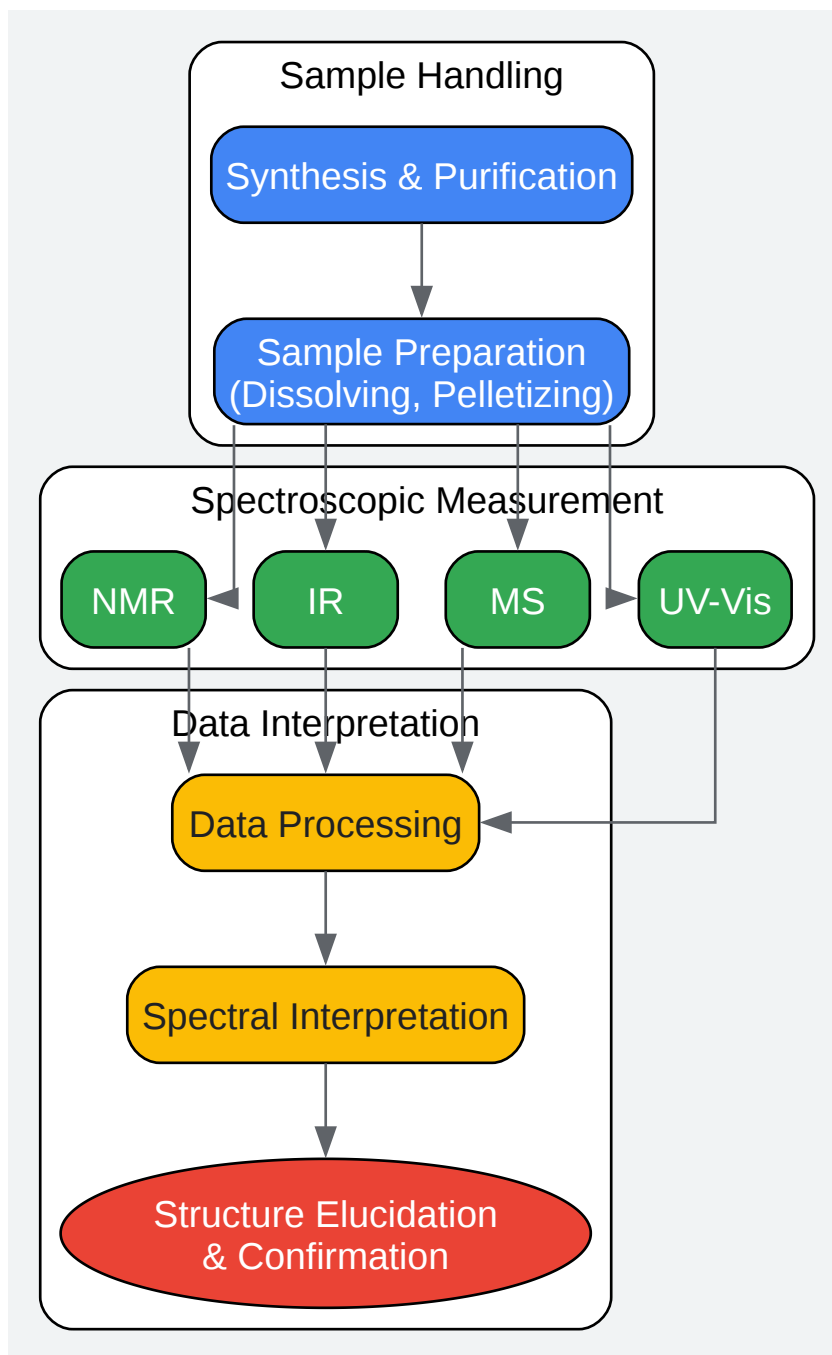 Sample Handling
Synthesis & Purification
Sample Preparation
(Dissolving, Pelletizing)
Spectroscopic Measurement
NMR
IR
MS
UV-Vis
Data Interpretation
Data Processing
Spectral Interpretation
Structure Elucidation
& Confirmation